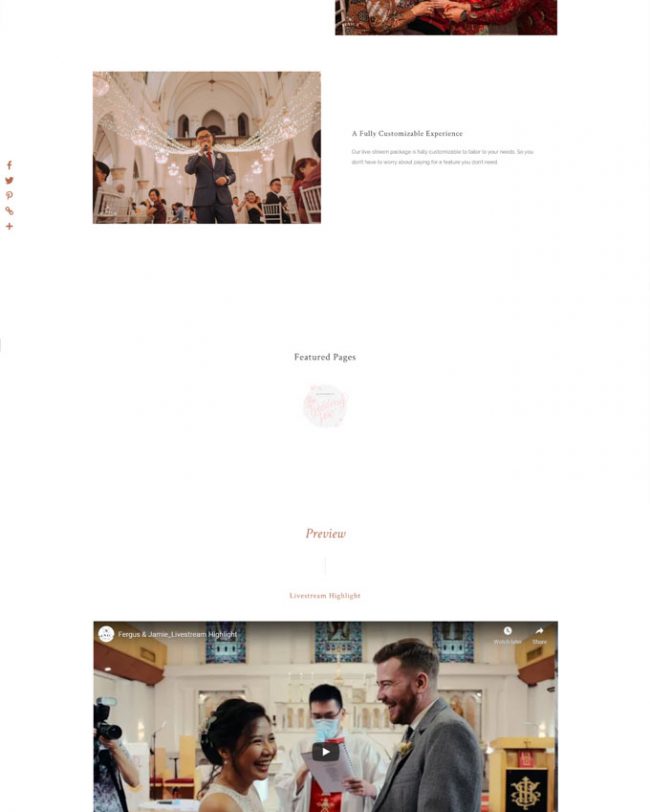 A Fully Customizable Experience
Our live-stream package is fully customizable to tailor to your needs. So you
don't have to worry about paying for a feature you don't need
Featured Pages
Wedding
Preview
Livestream Highlight
Fergus & Jamie_Livestream Highlight
Watch later
Share